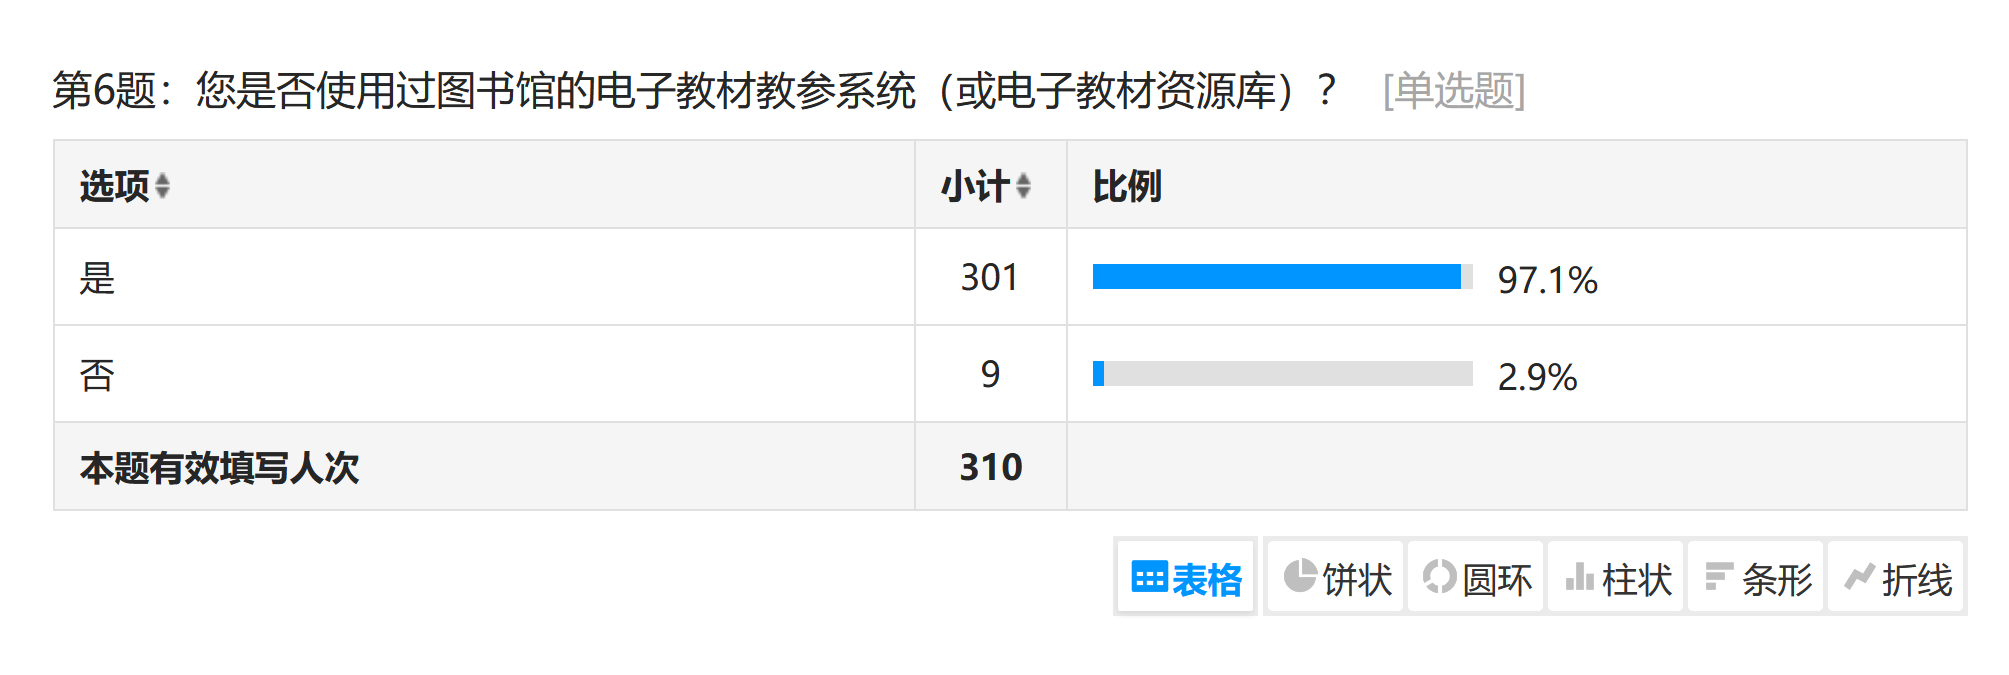 第6题：您是否使用过图书馆的电子教材教参系统（或电子教材资源库）？ [单选题]
选项 小计 比例
是 301 97.1%
否 9 2.9%
本题有效填写人次 310
表格 饼状 圆环 柱状 条形 折线